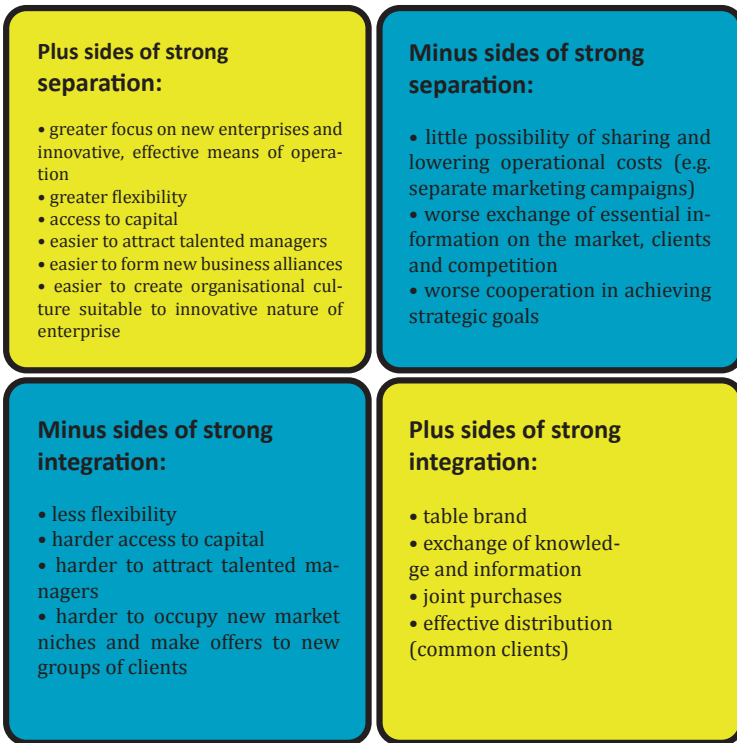 Plus sides of strong
separation:
• greater focus on new enterprises and
innovative, effective means of opera-
tion
• greater flexibility
• access to capital
• easier to attract talented managers
• easier to form new business alliances
• easier to create organisational cul-
ture suitable to innovative nature of
enterprise
Minus sides of strong
separation:
• little possibility of sharing and
lowering operational costs (e.g.
separate marketing campaigns)
• worse exchange of essential in-
formation on the market, clients
and competition
• worse cooperation in achieving
strategic goals
Minus sides of strong
integration:
• less flexibility
• harder access to capital
• harder to attract talented ma-
nagers
• harder to occupy new market
niches and make offers to new
groups of clients
Plus sides of strong
integration:
• table brand
• exchange of knowled-
ge and information
• joint purchases
• effective distribution
(common clients)